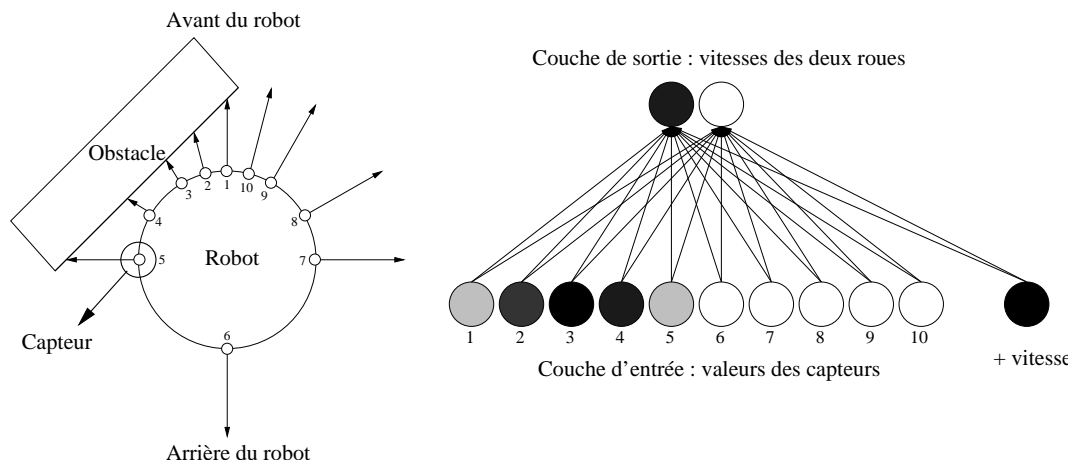 Avant du robot
Obstacle
3
2
1
10
9
4
8
5
Robot
7
Capteur
6
Arrière du robot
Couche de sortie : vitesses des deux roues
1 2 3 4 5 6 7 8 9 10
Couche d'entrée : valeurs des capteurs
+ vitesse